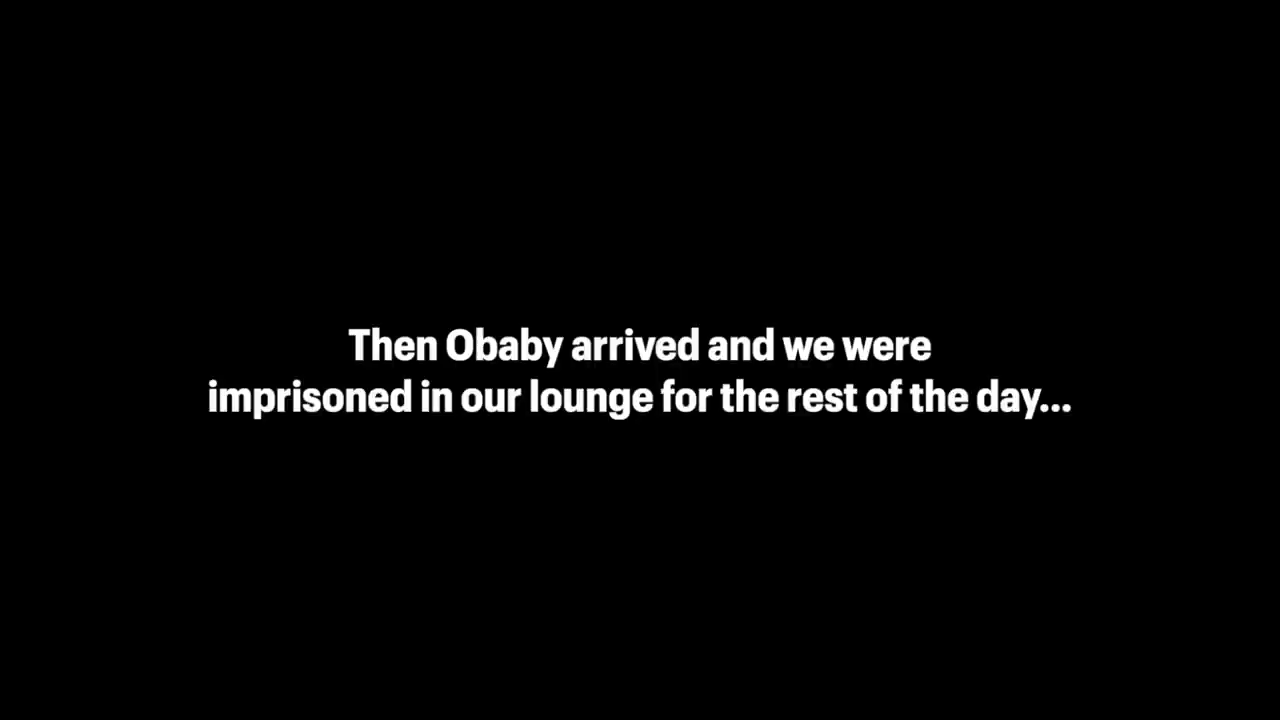 Then Obaby arrived and we were
imprisoned in our lounge for the rest of the day...